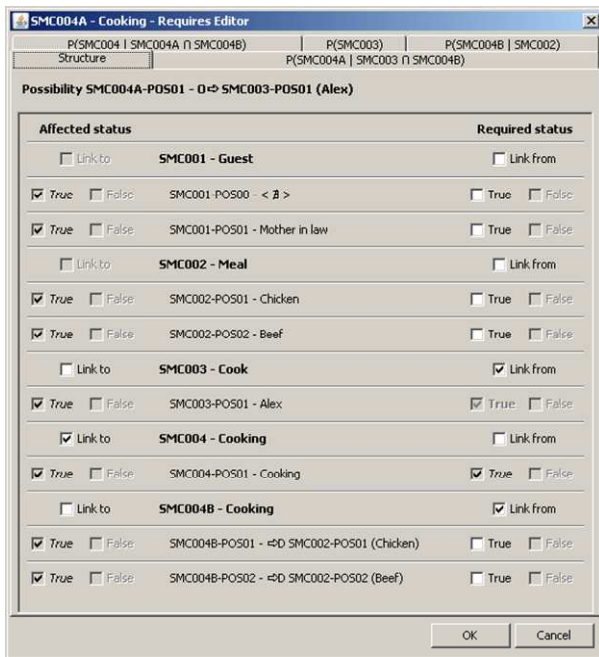 SMC004A - Cooking - Requires Editor
P(SMC004 | SMC004A ∩ SMC004B) P(SMC003) P(SMC004B | SMC002)
Structure P(SMC004A | SMC003 ∩ SMC004B)
Possibility SMC004A-POS01 - O⇨ SMC003-POS01 (Alex)
Affected status Required status
Link to SMC001 - Guest Link from
True False SMC001-POS00 - < ∄ > True False
True False SMC001-POS01 - Mother in law True False
Link to SMC002 - Meal Link from
True False SMC002-POS01 - Chicken True False
True False SMC002-POS02 - Beef True False
Link to SMC003 - Cook Link from
True False SMC003-POS01 - Alex True False
Link to SMC004 - Cooking Link from
True False SMC004-POS01 - Cooking True False
Link to SMC004B - Cooking Link from
True False SMC004B-POS01 - ⇨D SMC002-POS01 (Chicken) True False
True False SMC004B-POS02 - ⇨D SMC002-POS02 (Beef) True False
OK Cancel